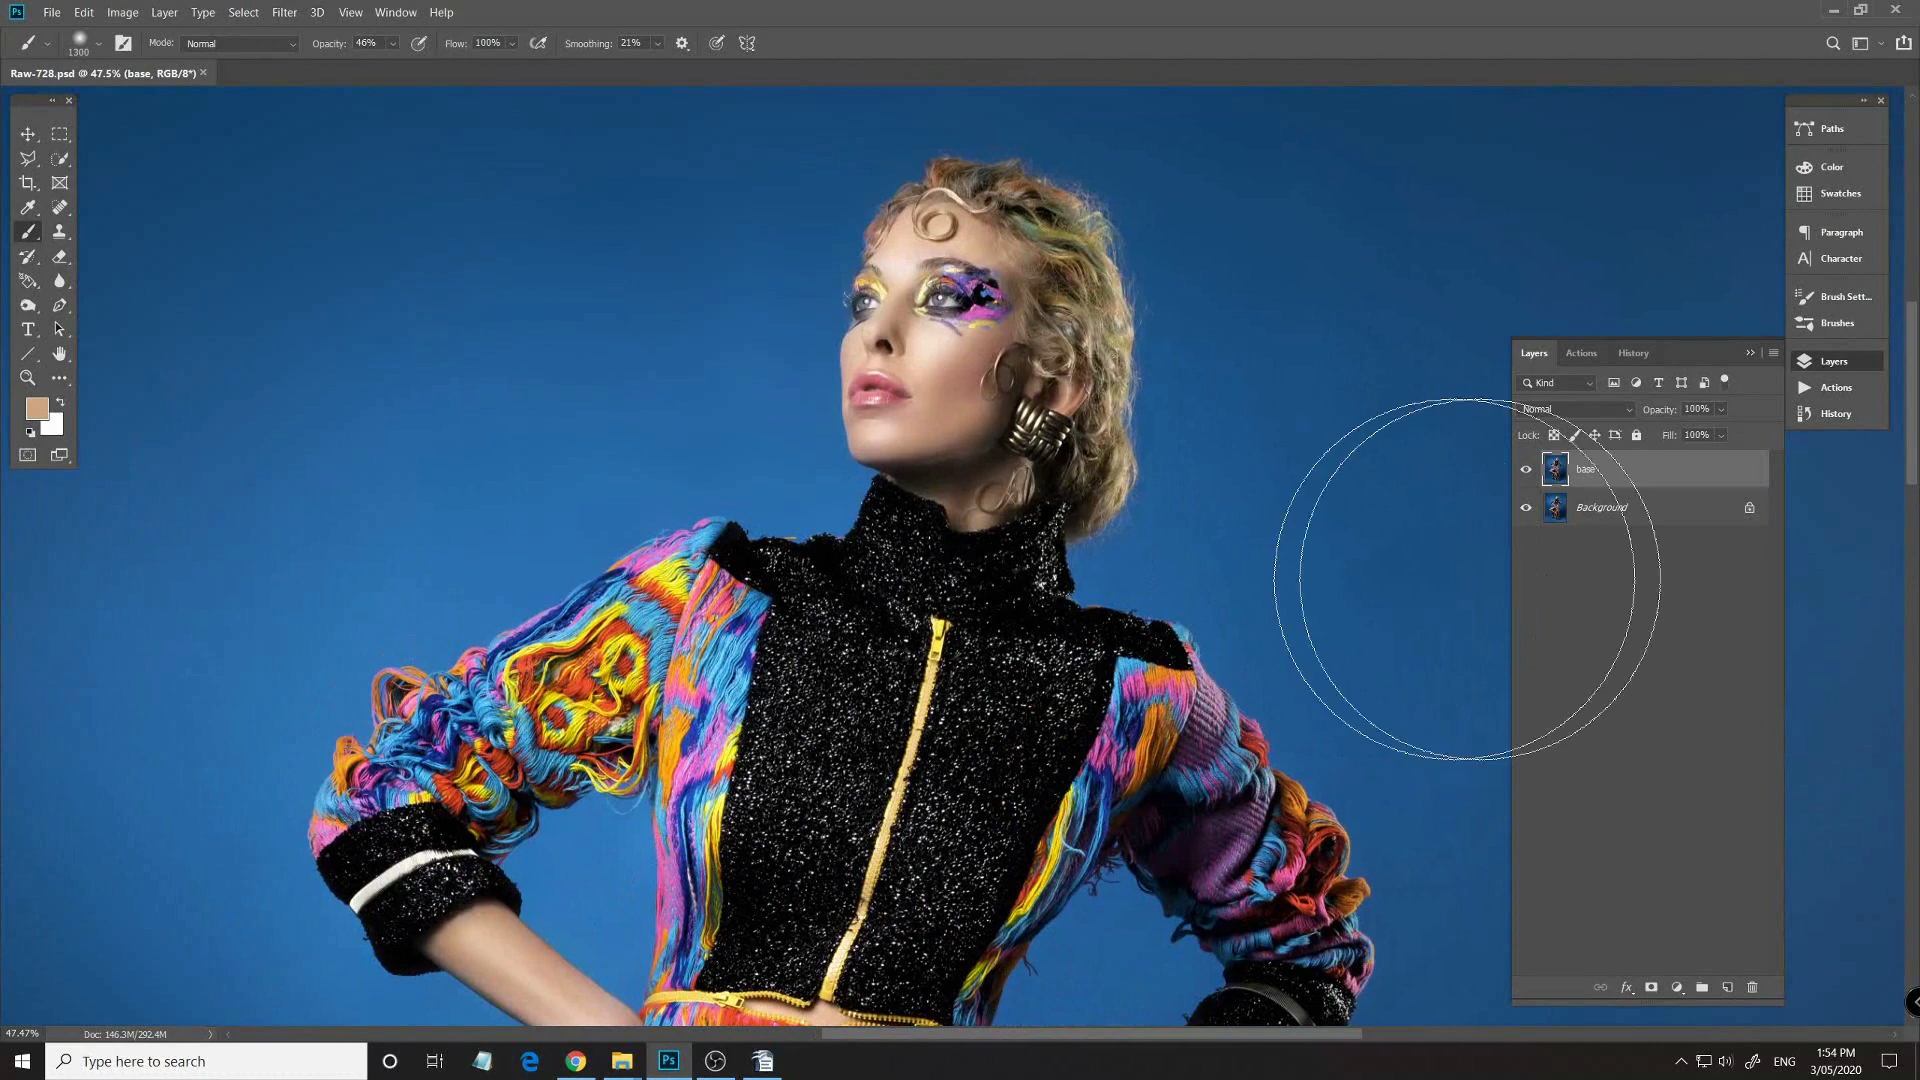 Ps File Edit Image Layer Type Select Filter 3D View Window Help
1300 Mode: Normal Opacity: 46% Flow: 100% Smoothing: 21%
Raw-728.psd @ 47.5% (base, RGB/8*)
Paths
Color
Swatches
Paragraph
Character
Brush Sett...
Brushes
Layers
Actions
History
Layers Actions History
Kind
Normal Opacity: 100%
Lock: Fill: 100%
base
Background
fx
47.47% Doc: 146.3M/292.4M
Type here to search
Ps
ENG
1:54 PM
3/05/2020